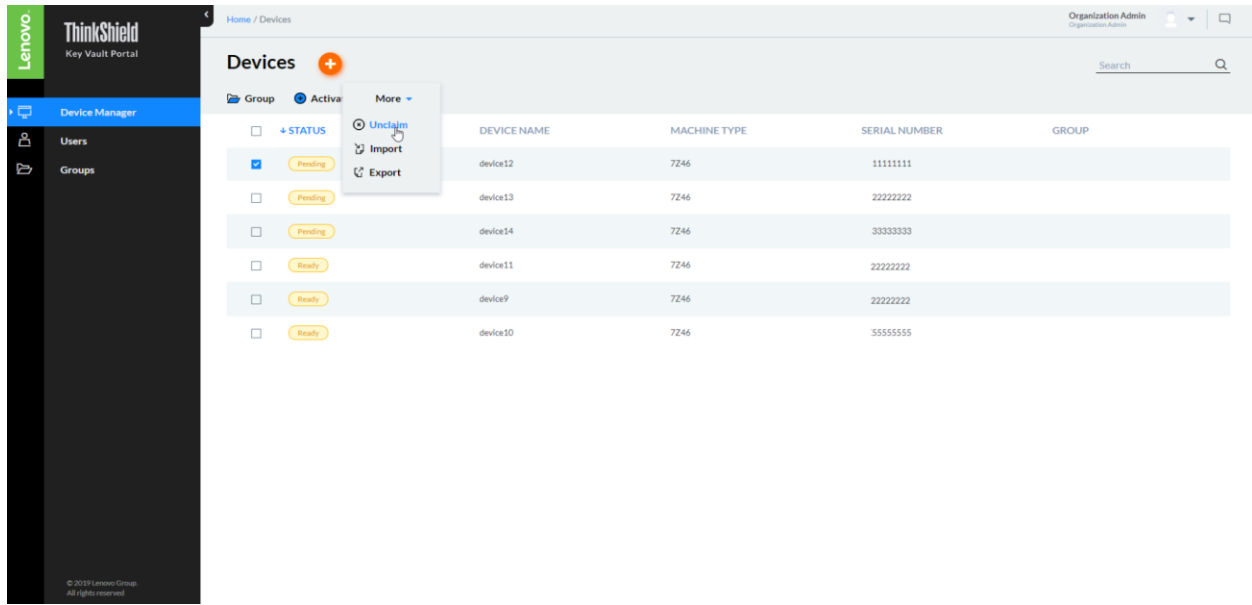 Lenovo.
ThinkShield
Key Vault Portal
Home / Devices
Organization Admin
Organization Admin
Devices
Search
Group Activat More
Unclaim
Import
Export
Device Manager
Users
Groups
STATUS DEVICE NAME MACHINE TYPE SERIAL NUMBER GROUP
Pending device12 7Z46 11111111
Pending device13 7Z46 22222222
Pending device14 7Z46 33333333
Ready device11 7Z46 22222222
Ready device9 7Z46 22222222
Ready device10 7Z46 55555555
© 2019 Lenovo Group.
All rights reserved